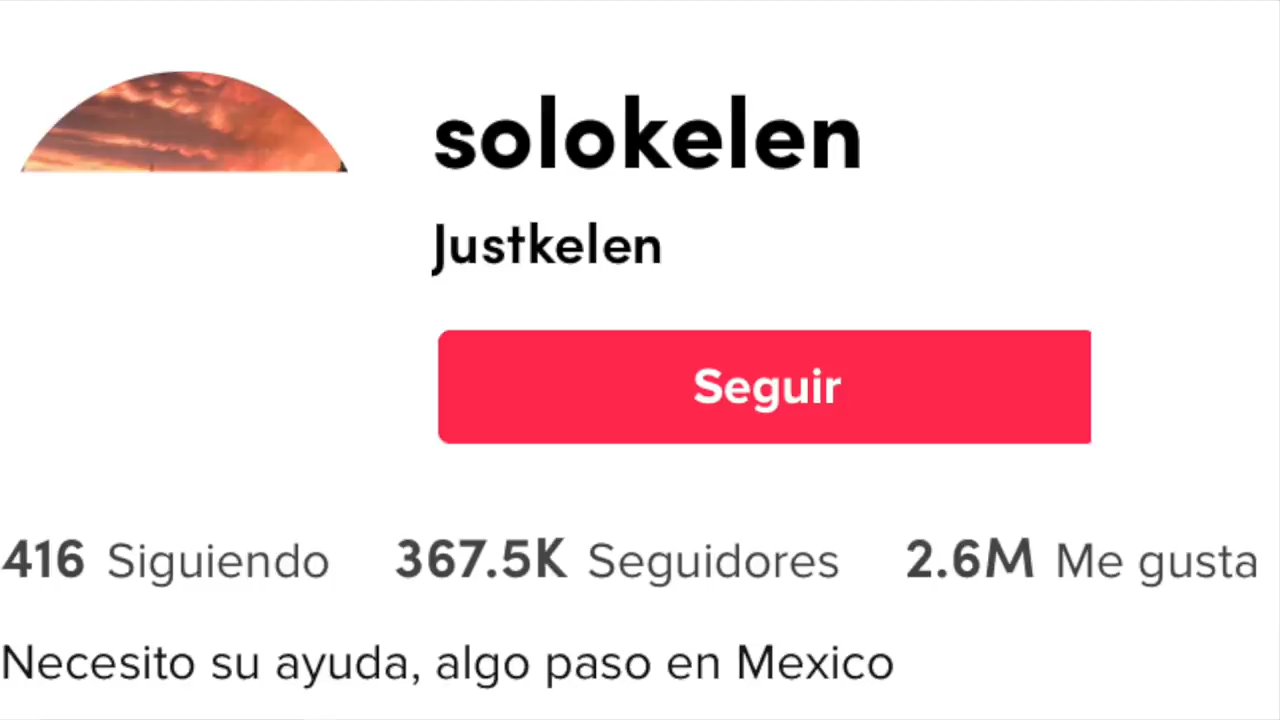 solokelen
Justkelen
Seguir
416 Siguiendo 367.5K Seguidores 2.6M Me gusta
Necesito su ayuda, algo paso en Mexico